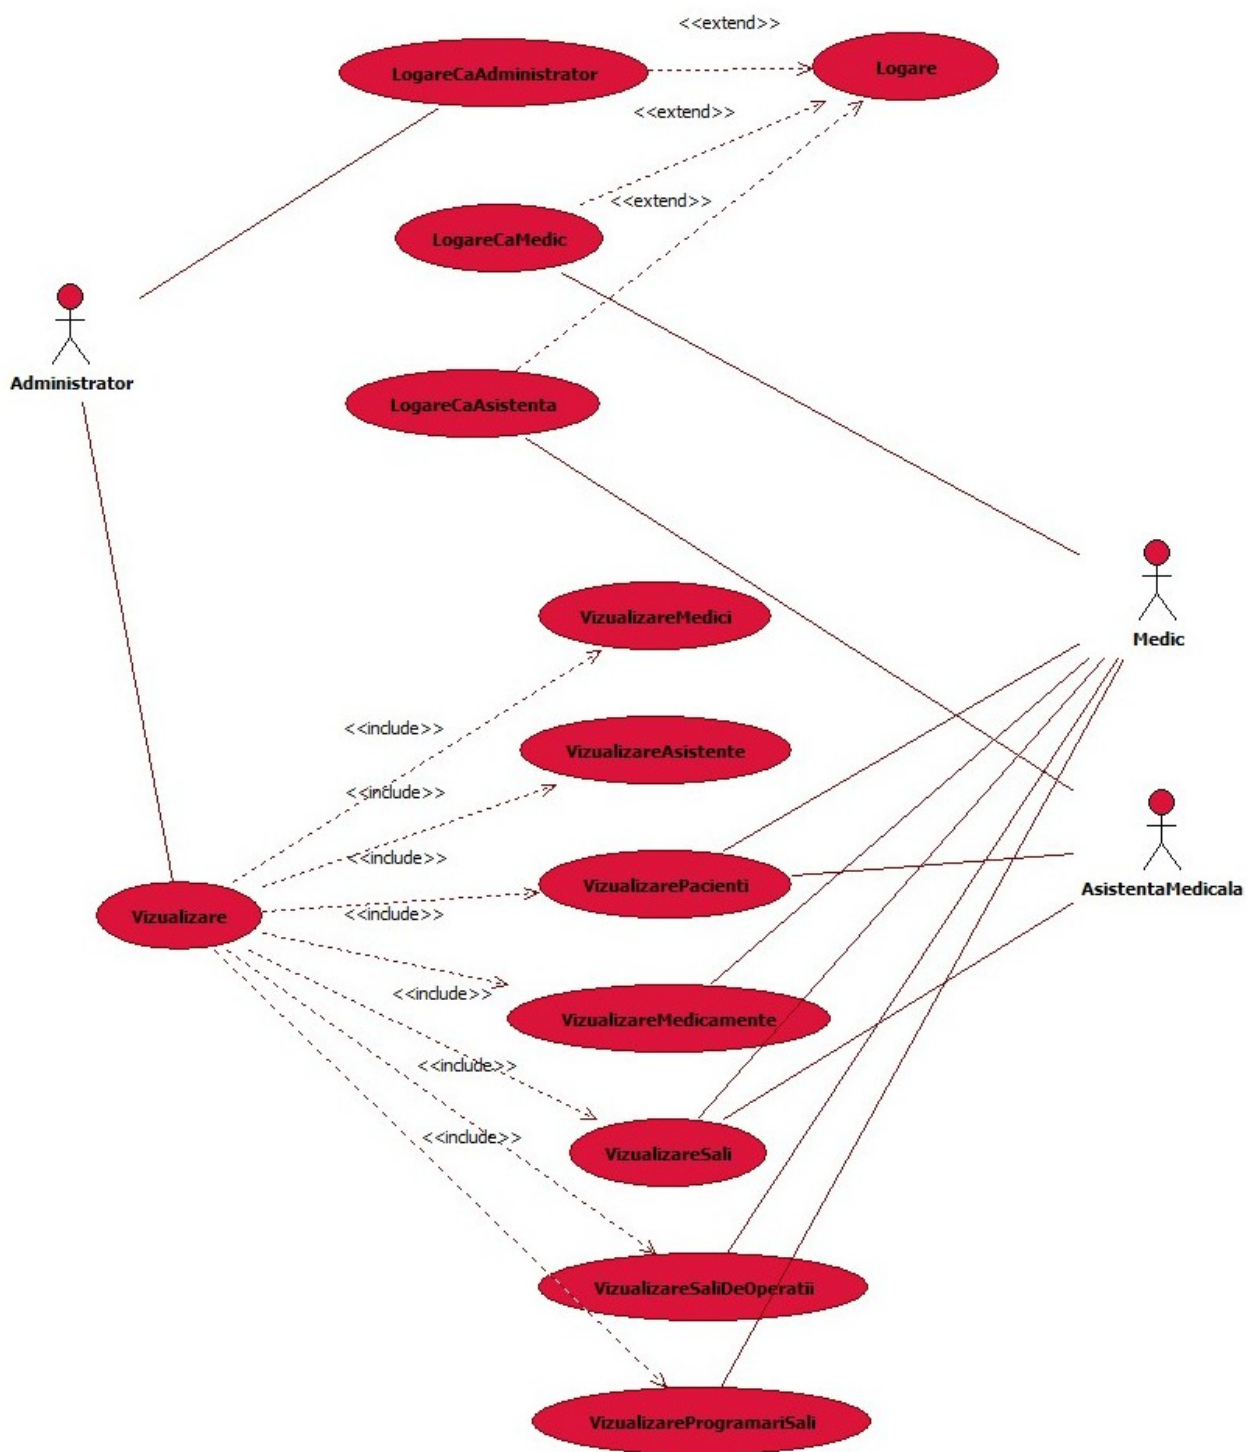 <<extend>>
LogareCaAdministrator
Logare
<<extend>>
<<extend>>
LogareCaMedic
Administrator
LogareCaAsistenta
VizualizareMedici
Medic
<<include>>
VizualizareAsistente
<<include>>
<<include>>
VizualizarePacienti
AsistentaMedicala
Vizualizare
<<include>>
<<include>>
VizualizareMedicamente
<<include>>
<<include>>
VizualizareSali
VizualizareSaliDeOperatii
VizualizareProgramariSali